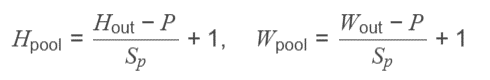 H_pool = (H_out − P) / S_p + 1, W_pool = (W_out − P) / S_p + 1